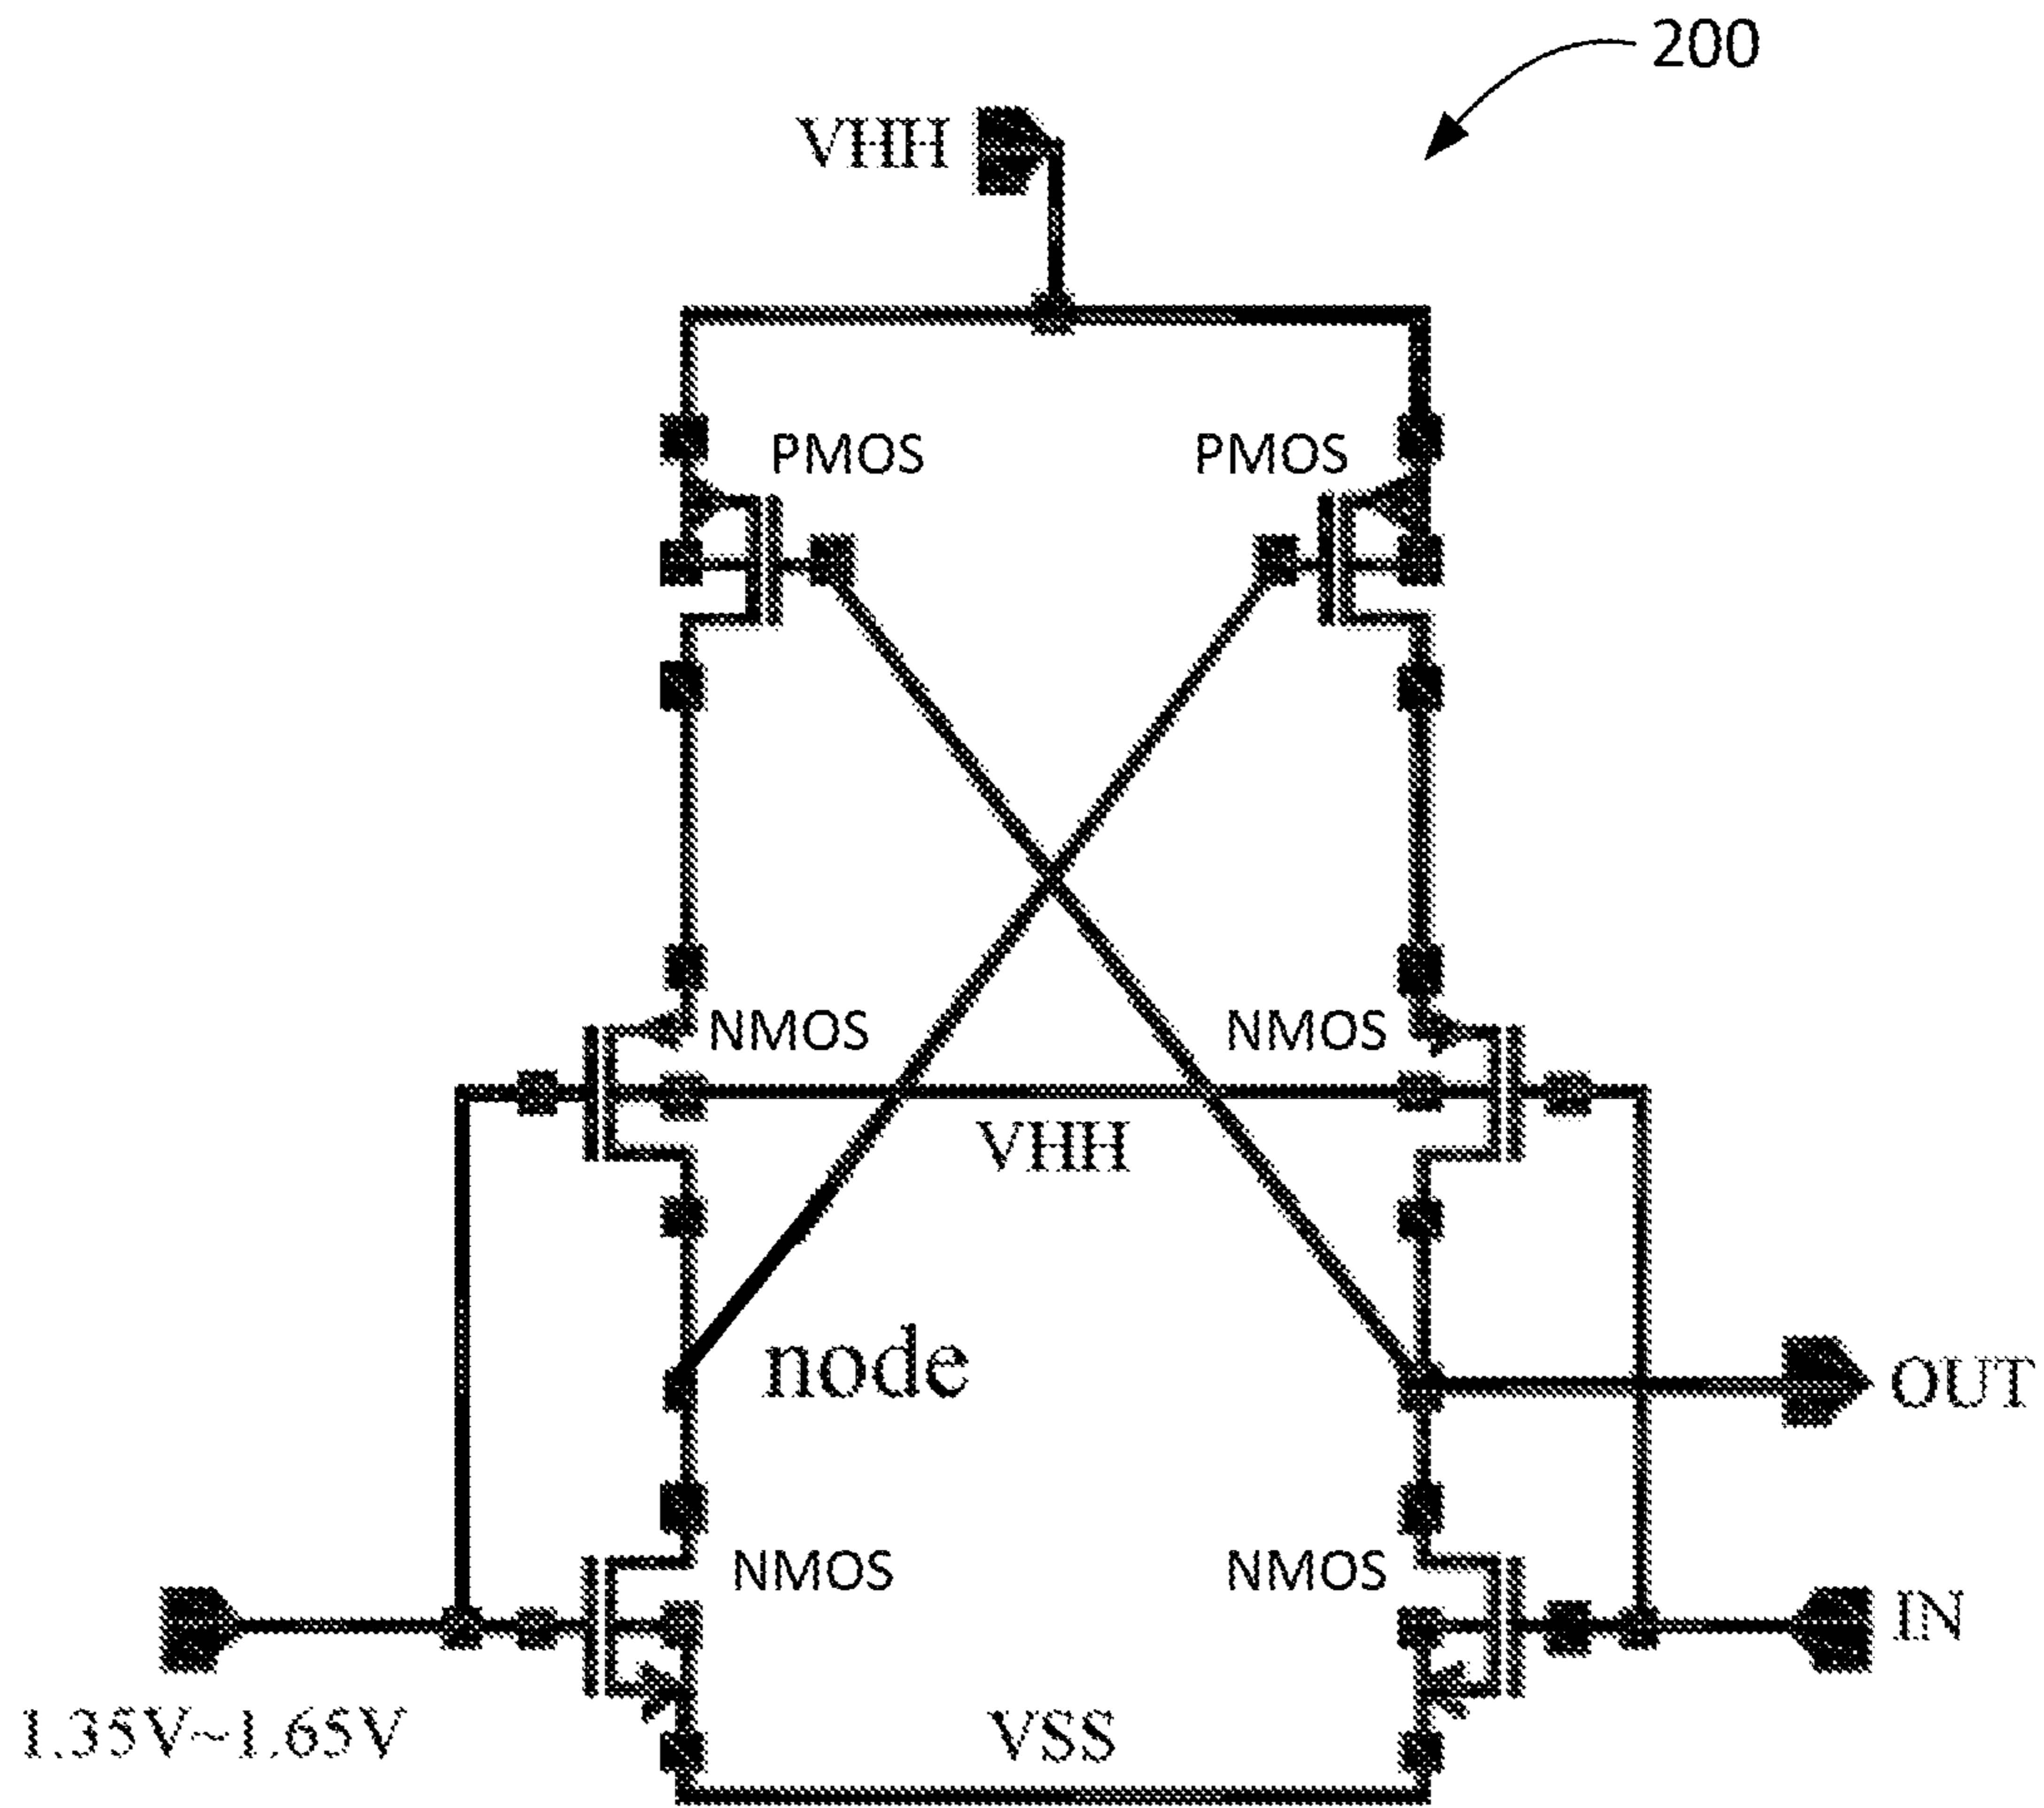 200
VHH
PMOS PMOS
NMOS NMOS
VHH
node
OUT
NMOS NMOS
IN
1.35V~1.65V
VSS